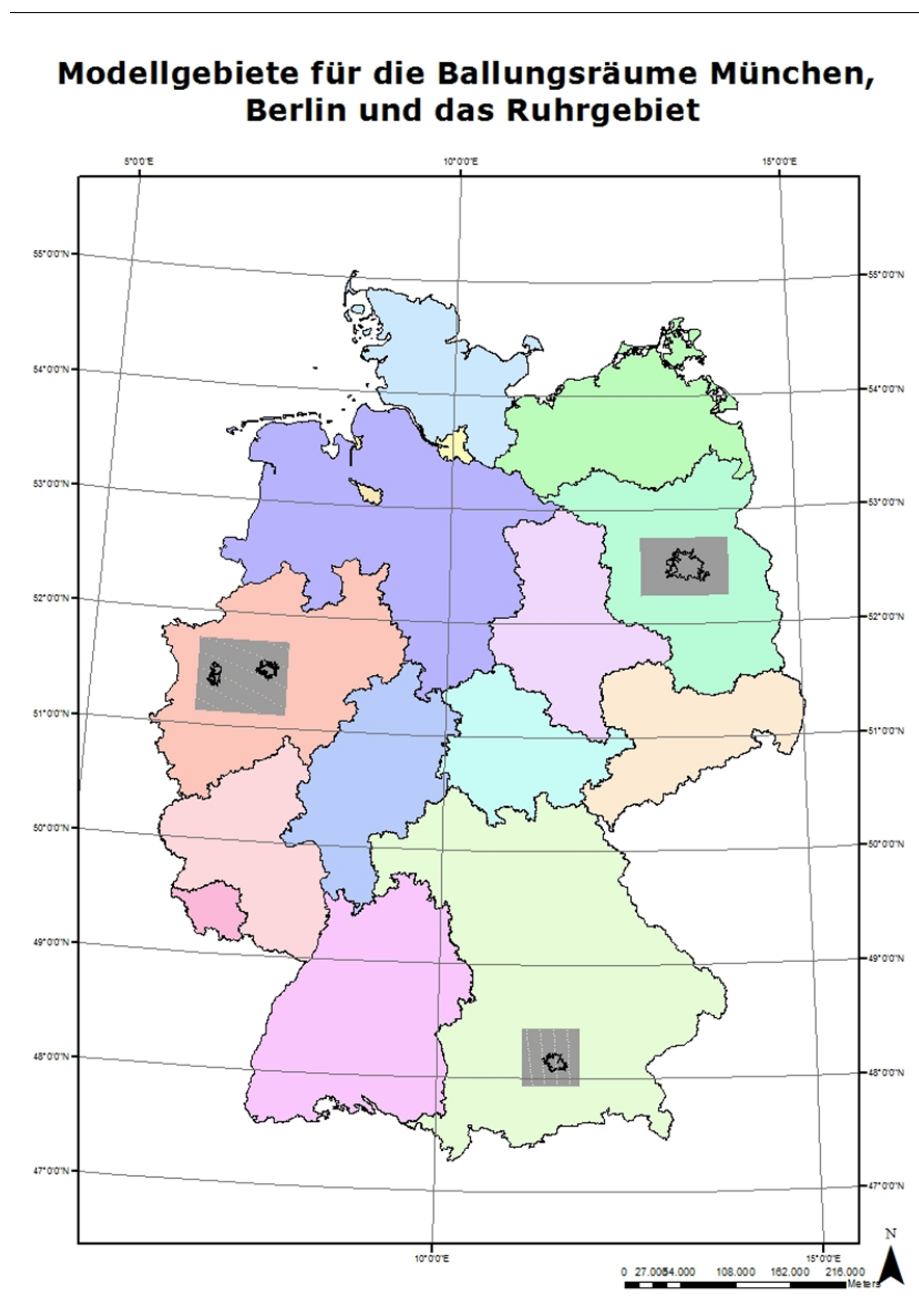 Modellgebiete für die Ballungsräume München,
Berlin und das Ruhrgebiet
5°0'0"E 10°0'0"E 15°0'0"E
55°0'0"N 55°0'0"N
54°0'0"N 54°0'0"N
53°0'0"N 53°0'0"N
52°0'0"N 52°0'0"N
51°0'0"N 51°0'0"N
50°0'0"N 50°0'0"N
49°0'0"N 49°0'0"N
48°0'0"N 48°0'0"N
47°0'0"N 47°0'0"N
10°0'0"E 15°0'0"E
N
0 27.000 54.000 108.000 162.000 216.000
Meters